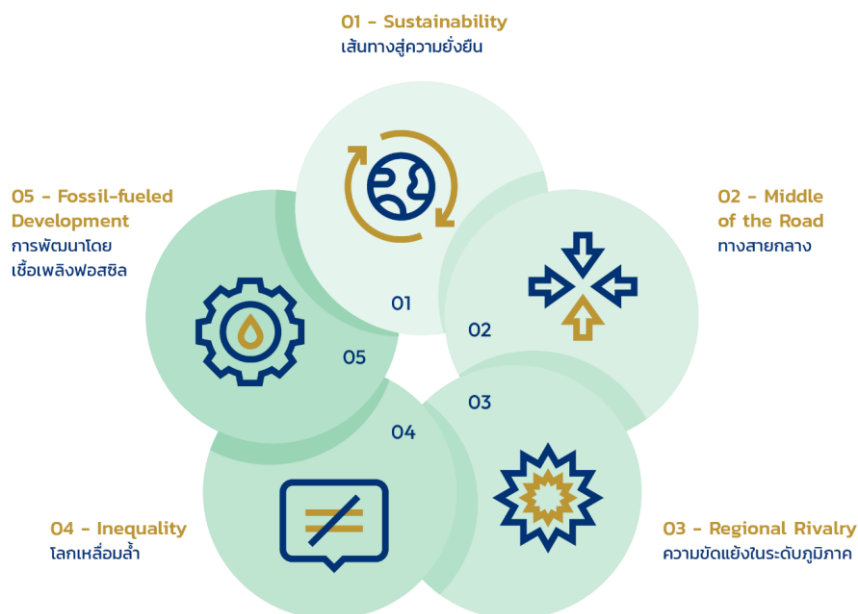 01 - Sustainability
เส้นทางสู่ความยั่งยืน
02 - Middle
of the Road
ทางสายกลาง
03 - Regional Rivalry
ความขัดแย้งในระดับภูมิภาค
04 - Inequality
โลกเหลื่อมล้ำ
05 - Fossil-fueled
Development
การพัฒนาโดย
เชื้อเพลิงฟอสซิล
01
02
03
04
05